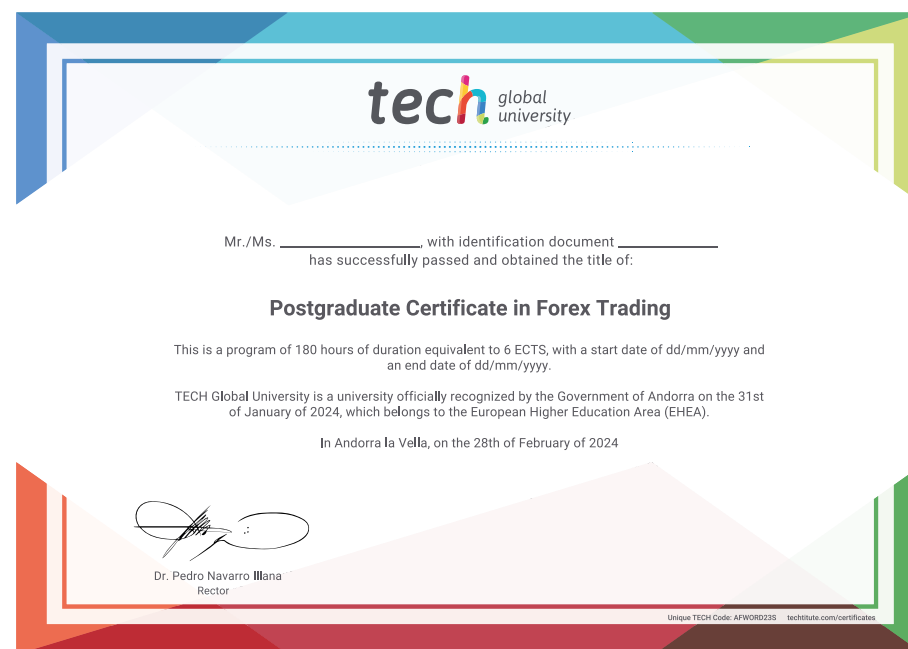 tech global
university
Mr./Ms. ____________________, with identification document ______________
has successfully passed and obtained the title of:
Postgraduate Certificate in Forex Trading
This is a program of 180 hours of duration equivalent to 6 ECTS, with a start date of dd/mm/yyyy and
an end date of dd/mm/yyyy.
TECH Global University is a university officially recognized by the Government of Andorra on the 31st
of January of 2024, which belongs to the European Higher Education Area (EHEA).
In Andorra la Vella, on the 28th of February of 2024
Dr. Pedro Navarro Illana
Rector
Unique TECH Code: AFWORD23S techtitute.com/certificates